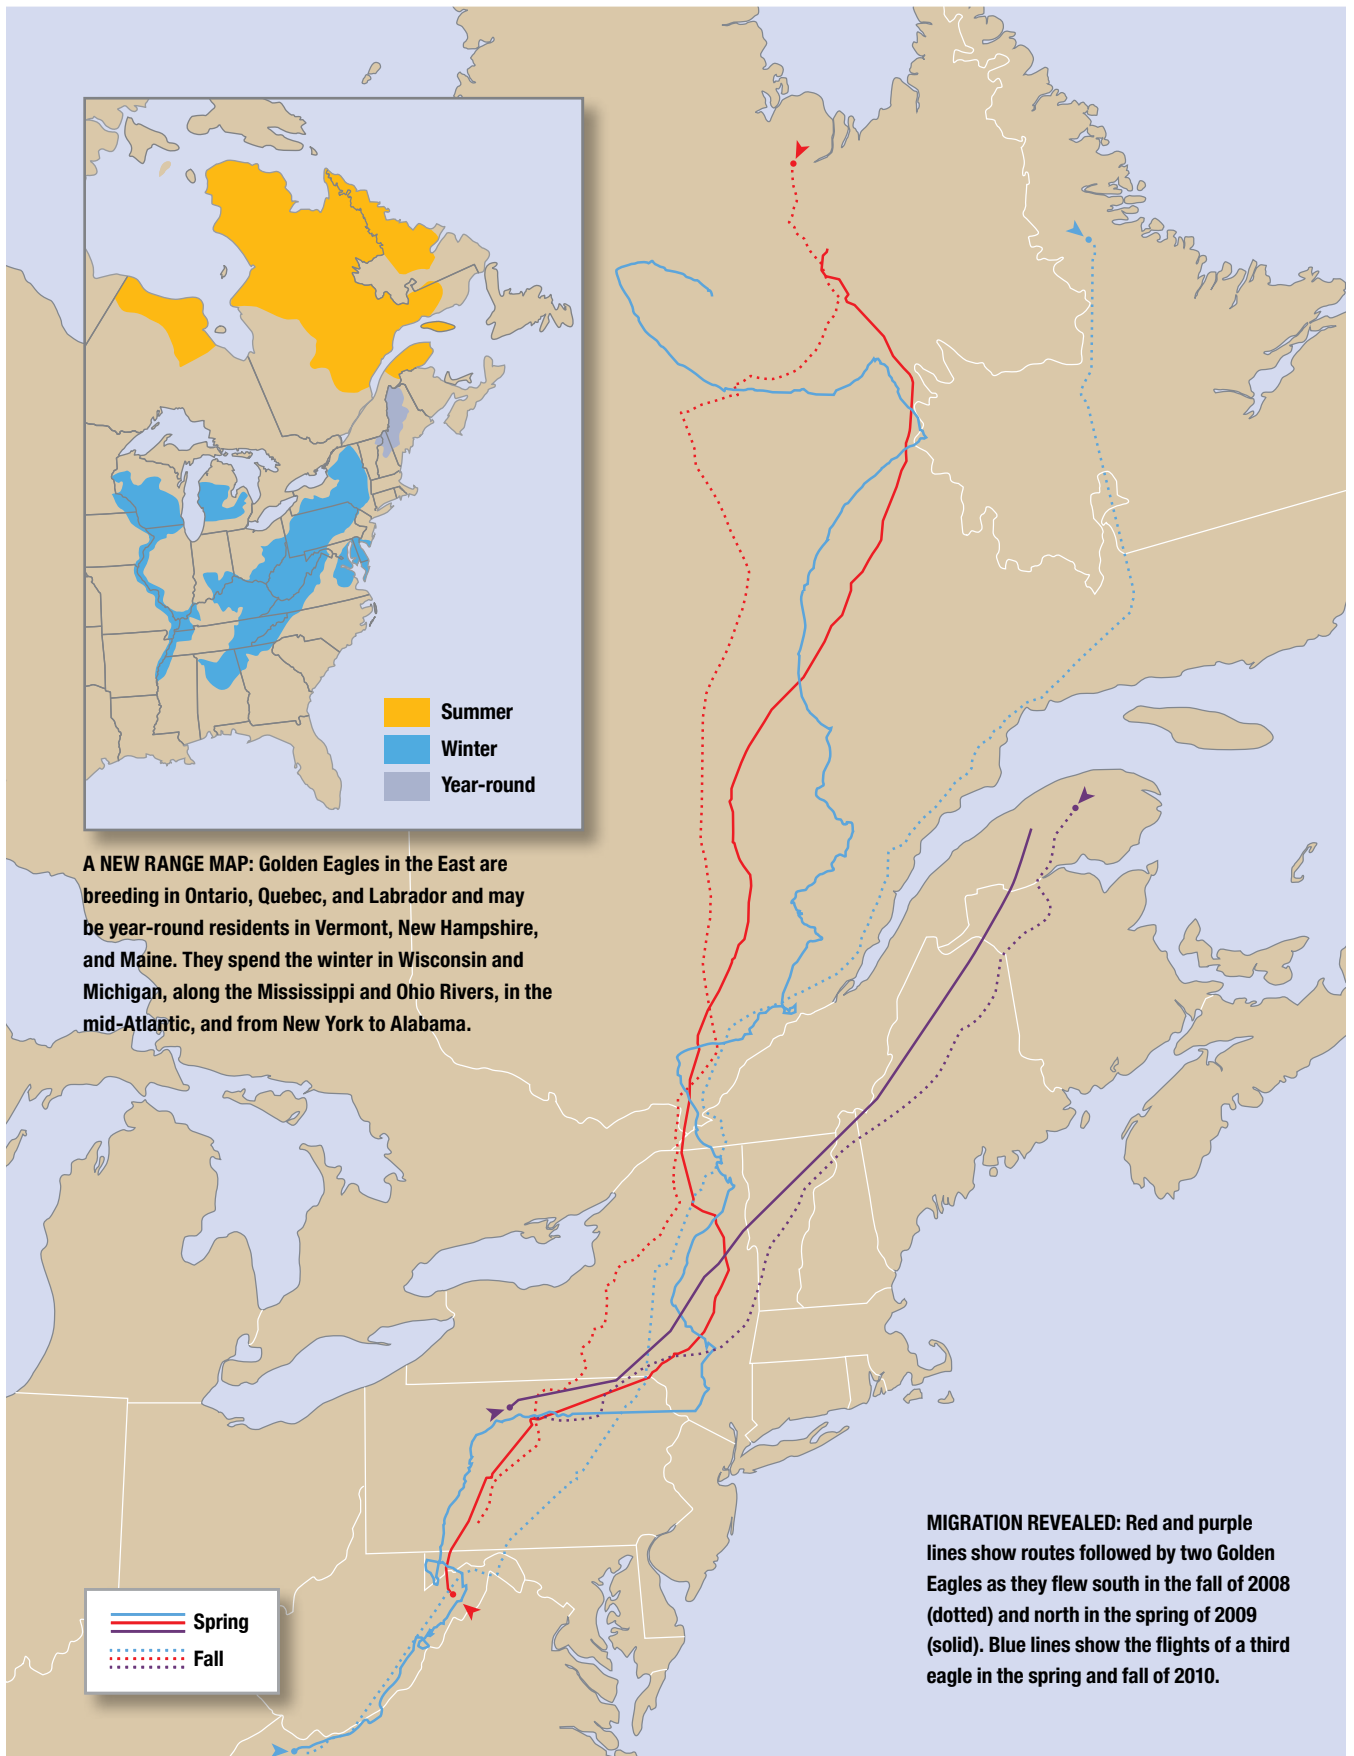 Summer
Winter
Year-round
A NEW RANGE MAP: Golden Eagles in the East are
breeding in Ontario, Quebec, and Labrador and may
be year-round residents in Vermont, New Hampshire,
and Maine. They spend the winter in Wisconsin and
Michigan, along the Mississippi and Ohio Rivers, in the
mid-Atlantic, and from New York to Alabama.
MIGRATION REVEALED: Red and purple
lines show routes followed by two Golden
Eagles as they flew south in the fall of 2008
(dotted) and north in the spring of 2009
(solid). Blue lines show the flights of a third
eagle in the spring and fall of 2010.
Spring
Fall